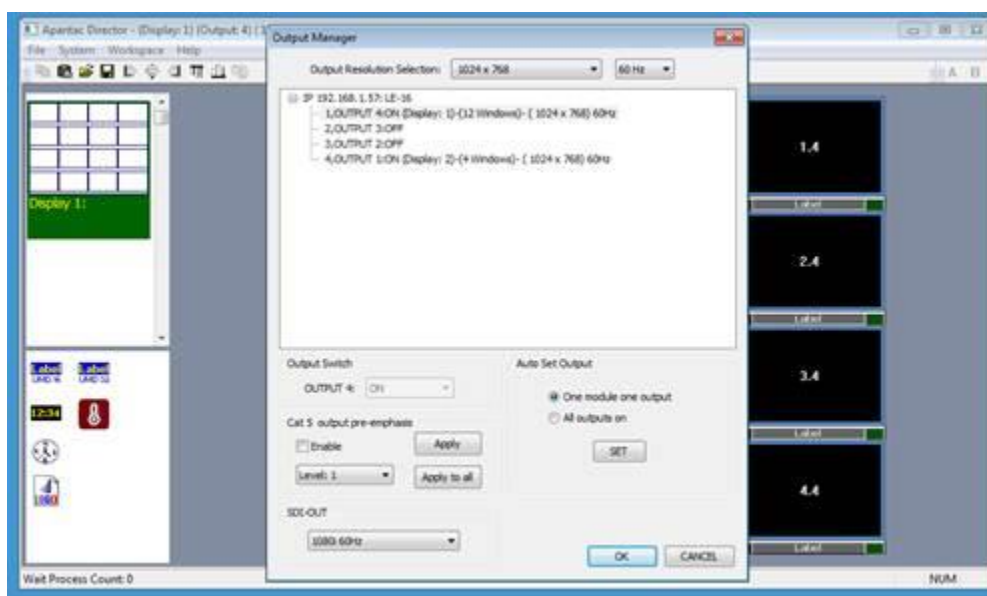 Apantac Director - (Display: 1) (Output: 4) (
File System Workspace Help
A B
Display 1:
Label Label
UMD 16 UMD 32
12:34
Wait Process Count: 0
Output Manager
Output Resolution Selection: 1024 x 768 60 Hz
IP 192.168.1.57: LE-16
1,OUTPUT 4:ON (Display: 1)-(12 Windows)- ( 1024 x 768) 60Hz
2,OUTPUT 3:OFF
3,OUTPUT 2:OFF
4,OUTPUT 1:ON (Display: 2)-(4 Windows)- ( 1024 x 768) 60Hz
Output Switch
OUTPUT 4: ON
Cat 5 output pre-emphasis
Enable Apply
Level: 1 Apply to all
SDI-OUT
1080i 60Hz
Auto Set Output
One module one output
All outputs on
SET
OK CANCEL
1.4
Label
2.4
Label
3.4
Label
4.4
Label
NUM